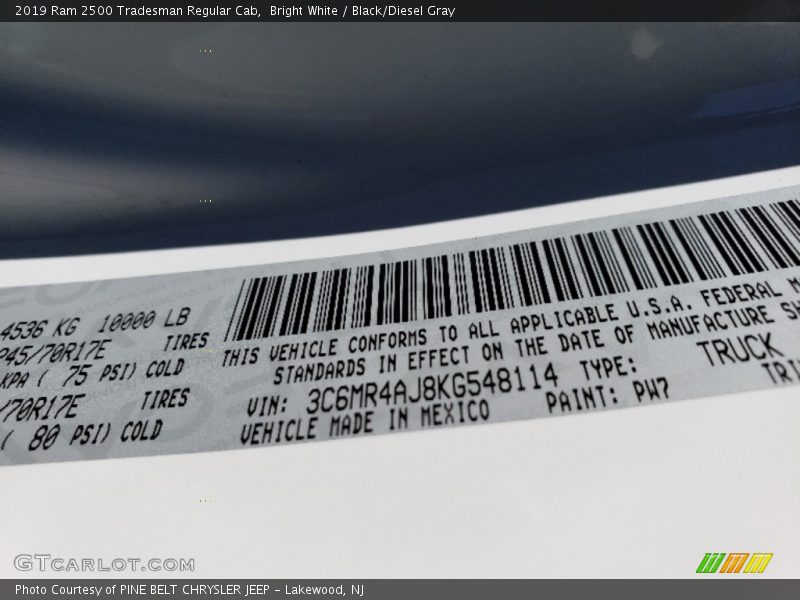 2019 Ram 2500 Tradesman Regular Cab,  Bright White / Black/Diesel Gray
4536 KG 10000 LB
45/70R17E TIRES
KPA ( 75 PSI) COLD
/70R17E TIRES
( 80 PSI) COLD
THIS VEHICLE CONFORMS TO ALL APPLICABLE U.S.A. FEDERAL
STANDARDS IN EFFECT ON THE DATE OF MANUFACTURE
VIN: 3C6MR4AJ8KG548114 TYPE: TRUCK
VEHICLE MADE IN MEXICO PAINT: PW7
GTCARLOT.COM
Photo Courtesy of PINE BELT CHRYSLER JEEP - Lakewood, NJ